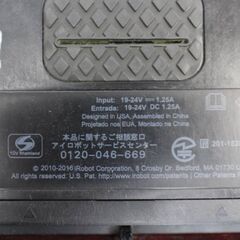 Input: 19-24V ⎓ 1.25A
Entrada: 19-24V DC 1.25A
Designed in USA, Assembled in China
Projetado nos EUA, Montado no China
TÜV Rheinland
本品に関するご相談窓口
アイロボットサービスセンター
0120-046-669
© 2010-2016 iRobot Corporation, 8 Crosby Dr. Bedford, MA 01730
All rights reserved. U.S. Pat. http://www.irobot.com/patents | Other Patents